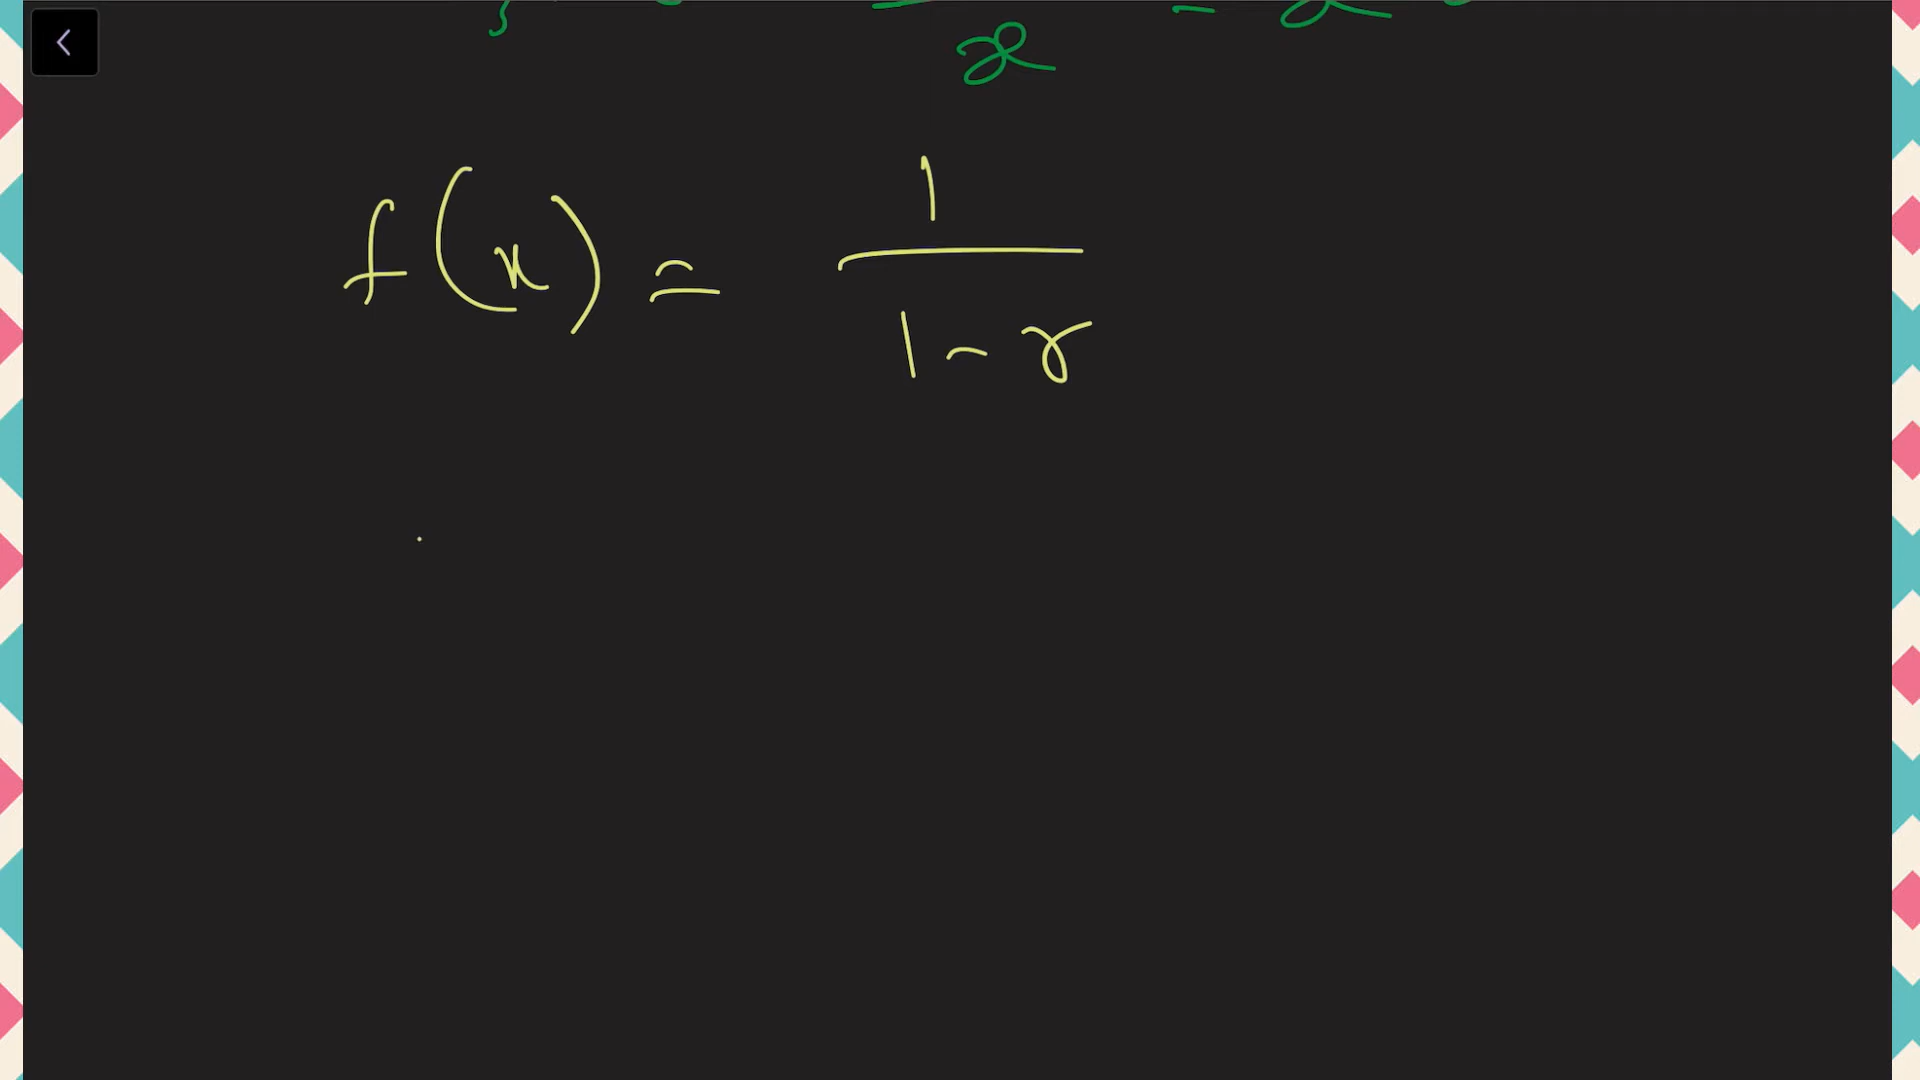 x
f(x) = 1
1 - r